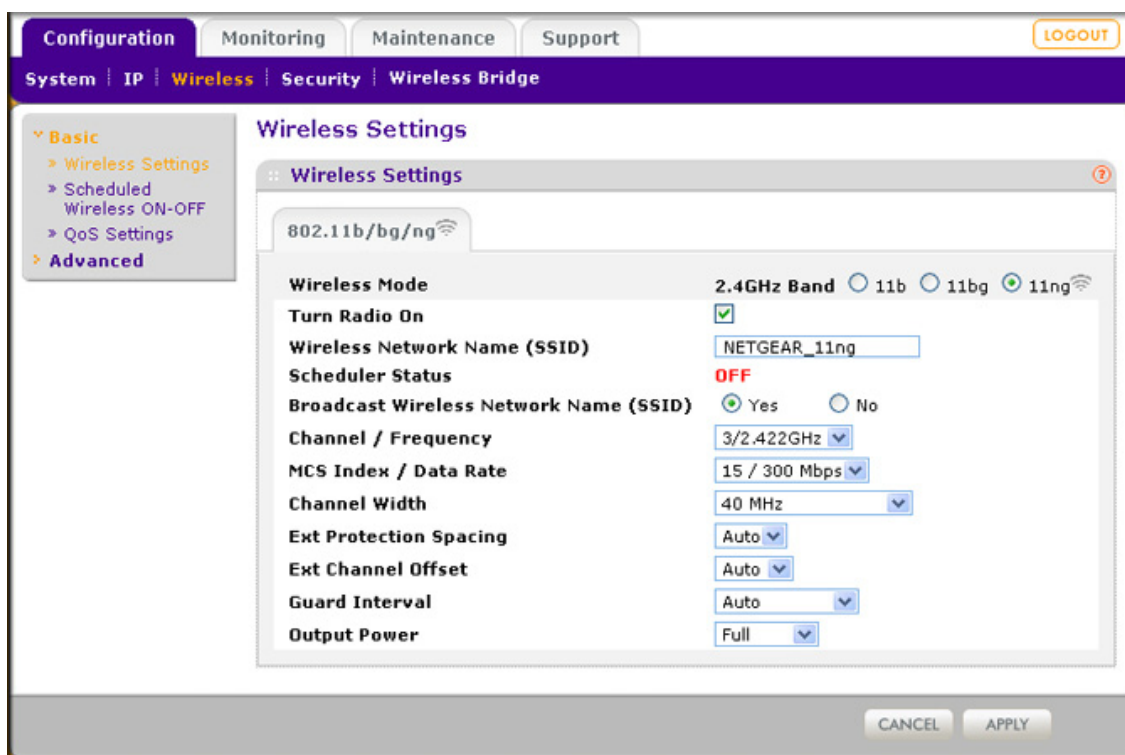 Configuration Monitoring Maintenance Support LOGOUT
System IP Wireless Security Wireless Bridge
Basic
Wireless Settings
Scheduled
Wireless ON-OFF
QoS Settings
Advanced
Wireless Settings
Wireless Settings ?
802.11b/bg/ng
Wireless Mode 2.4GHz Band 11b 11bg 11ng
Turn Radio On
Wireless Network Name (SSID) NETGEAR_11ng
Scheduler Status OFF
Broadcast Wireless Network Name (SSID) Yes No
Channel / Frequency 3/2.422GHz
MCS Index / Data Rate 15 / 300 Mbps
Channel Width 40 MHz
Ext Protection Spacing Auto
Ext Channel Offset Auto
Guard Interval Auto
Output Power Full
CANCEL APPLY